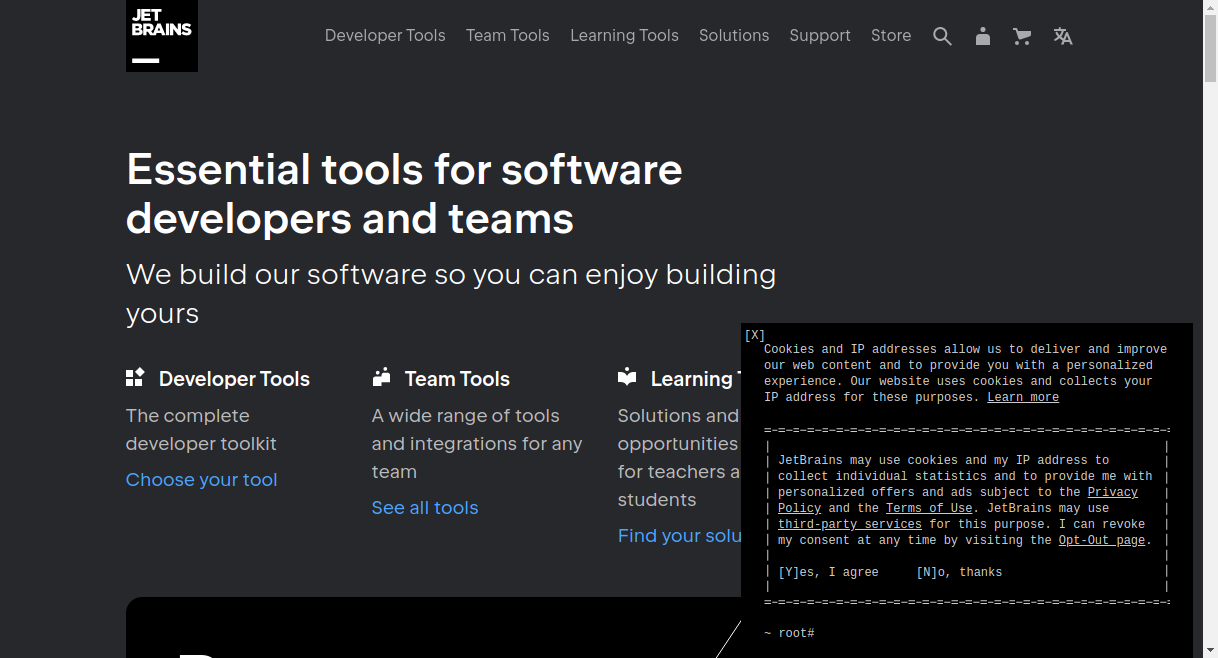 JET
BRAINS
Developer Tools Team Tools Learning Tools Solutions Support Store
Essential tools for software
developers and teams
We build our software so you can enjoy building
yours
Developer Tools
The complete
developer toolkit
Choose your tool
Team Tools
A wide range of tools
and integrations for any
team
See all tools
Learning
Solutions and
opportunities
for teachers a
students
Find your solu
[X]
Cookies and IP addresses allow us to deliver and improve
our web content and to provide you with a personalized
experience. Our website uses cookies and collects your
IP address for these purposes. Learn more
JetBrains may use cookies and my IP address to
collect individual statistics and to provide me with
personalized offers and ads subject to the Privacy
Policy and the Terms of Use. JetBrains may use
third-party services for this purpose. I can revoke
my consent at any time by visiting the Opt-Out page.
[Y]es, I agree [N]o, thanks
~ root#